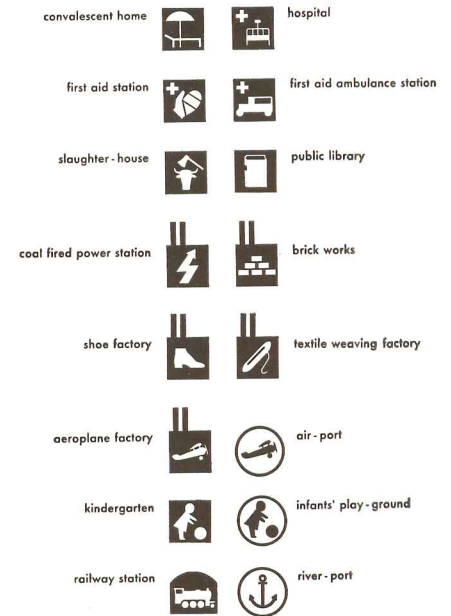 convalescent home
hospital
first aid station
first aid ambulance station
slaughter-house
public library
coal fired power station
brick works
shoe factory
textile weaving factory
aeroplane factory
air-port
kindergarten
infants' play-ground
railway station
river-port